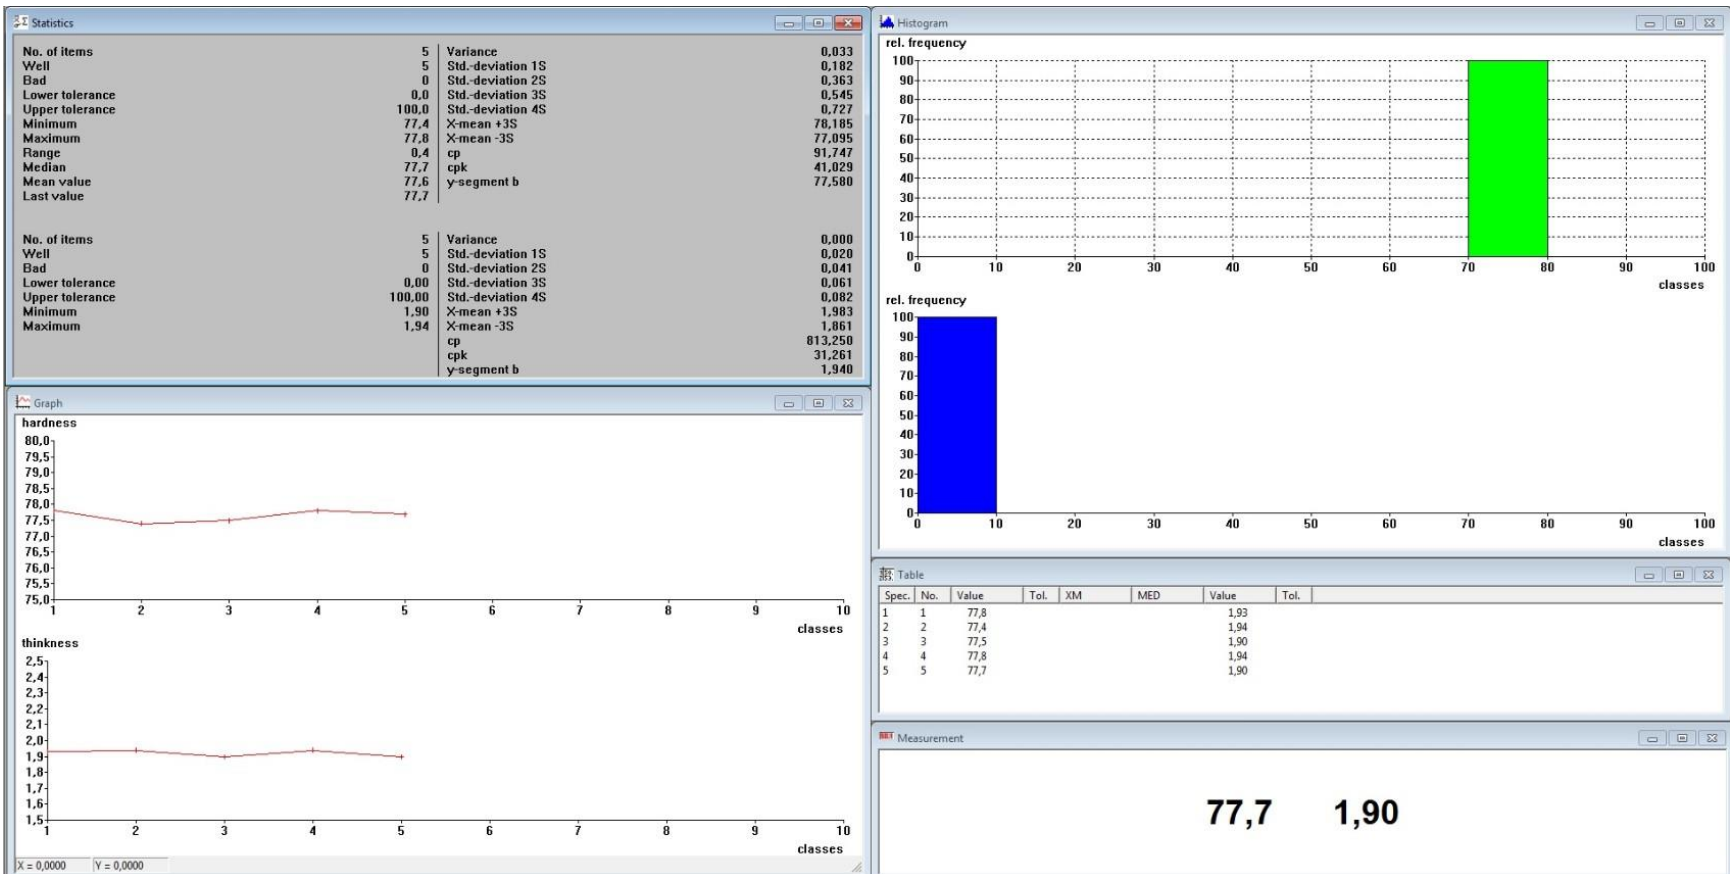 Statistics
No. of items 5 Variance 0,033
Well 5 Std.-deviation 1S 0,182
Bad 0 Std.-deviation 2S 0,363
Lower tolerance 0,0 Std.-deviation 3S 0,545
Upper tolerance 100,0 Std.-deviation 4S 0,727
Minimum 77,4 X-mean +3S 78,185
Maximum 77,8 X-mean -3S 77,095
Range 0,4 cp 91,747
Median 77,7 cpk 41,029
Mean value 77,6 y-segment b 77,580
Last value 77,7
No. of items 5 Variance 0,000
Well 5 Std.-deviation 1S 0,020
Bad 0 Std.-deviation 2S 0,041
Lower tolerance 0,00 Std.-deviation 3S 0,061
Upper tolerance 100,00 Std.-deviation 4S 0,082
Minimum 1,90 X-mean +3S 1,983
Maximum 1,94 X-mean -3S 1,861
cp 813,250
cpk 31,261
y-segment b 1,940
Graph
hardness
80,0
79,5
79,0
78,5
78,0
77,5
77,0
76,5
76,0
75,5
75,0
1 2 3 4 5 6 7 8 9 10
classes
thinkness
2,5
2,4
2,3
2,2
2,1
2,0
1,9
1,8
1,7
1,6
1,5
1 2 3 4 5 6 7 8 9 10
classes
X = 0,0000 Y = 0,0000
Histogram
rel. frequency
100
90
80
70
60
50
40
30
20
10
0
0 10 20 30 40 50 60 70 80 90 100
classes
rel. frequency
100
90
80
70
60
50
40
30
20
10
0
0 10 20 30 40 50 60 70 80 90 100
classes
Table
Spec. No. Value Tol. XM MED Value Tol.
1 1 77,8 1,93
2 2 77,4 1,94
3 3 77,5 1,90
4 4 77,8 1,94
5 5 77,7 1,90
Measurement
77,7 1,90